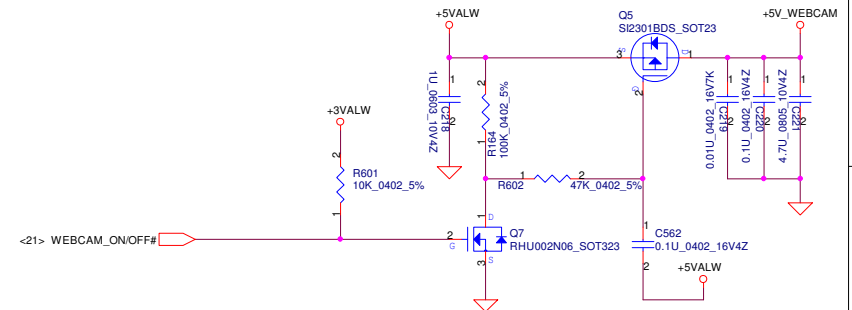 +5VALW
Q5
SI2301BDS_SOT23
+5V_WEBCAM
3
S
D
1
G
2
1
1U_0603_10V4Z
C218
2
2
R164
100K_0402_5%
1
1
0.01U_0402_16V7K
C219
2
1
0.1U_0402_16V4Z
C220
2
1
4.7U_0805_10V4Z
C221
2
+3VALW
2
R601
10K_0402_5%
1
R602
1
2
47K_0402_5%
<21> WEBCAM_ON/OFF#
2
G
1
D
Q7
RHU002N06_SOT323
S
3
1
C562
0.1U_0402_16V4Z
2
+5VALW